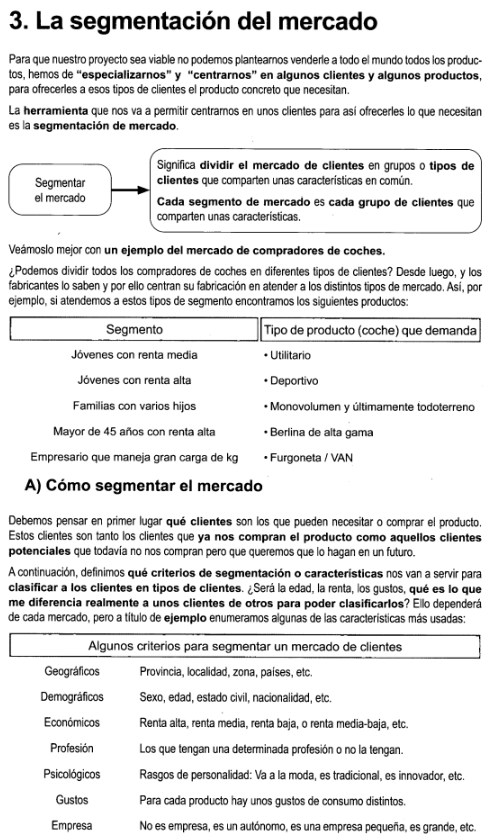 3. La segmentación del mercado
Para que nuestro proyecto sea viable no podemos plantearnos venderle a todo el mundo todos los produc-
tos, hemos de “especializarnos” y “centrarnos” en algunos clientes y algunos productos,
para ofrecerles a esos tipos de clientes el producto concreto que necesitan.
La herramienta que nos va a permitir centrarnos en unos clientes para así ofrecerles lo que necesitan
es la segmentación de mercado.
Segmentar
el mercado
Significa dividir el mercado de clientes en grupos o tipos de
clientes que comparten unas características en común.
Cada segmento de mercado es cada grupo de clientes que
comparten unas características.
Veámoslo mejor con un ejemplo del mercado de compradores de coches.
¿Podemos dividir todos los compradores de coches en diferentes tipos de clientes? Desde luego, y los
fabricantes lo saben y por ello centran su fabricación en atender a los distintos tipos de mercado. Así, por
ejemplo, si atendemos a estos tipos de segmento encontramos los siguientes productos:
Segmento Tipo de producto (coche) que demanda
Jóvenes con renta media • Utilitario
Jóvenes con renta alta • Deportivo
Familias con varios hijos • Monovolumen y últimamente todoterreno
Mayor de 45 años con renta alta • Berlina de alta gama
Empresario que maneja gran carga de kg • Furgoneta / VAN
A) Cómo segmentar el mercado
Debemos pensar en primer lugar qué clientes son los que pueden necesitar o comprar el producto.
Estos clientes son tanto los clientes que ya nos compran el producto como aquellos clientes
potenciales que todavía no nos compran pero que queremos que lo hagan en un futuro.
A continuación, definimos qué criterios de segmentación o características nos van a servir para
clasificar a los clientes en tipos de clientes. ¿Será la edad, la renta, los gustos, qué es lo que
me diferencia realmente a unos clientes de otros para poder clasificarlos? Ello dependerá
de cada mercado, pero a título de ejemplo enumeramos algunas de las características más usadas:
Algunos criterios para segmentar un mercado de clientes
Geográficos Provincia, localidad, zona, países, etc.
Demográficos Sexo, edad, estado civil, nacionalidad, etc.
Económicos Renta alta, renta media, renta baja, o renta media-baja, etc.
Profesión Los que tengan una determinada profesión o no la tengan.
Psicológicos Rasgos de personalidad: Va a la moda, es tradicional, es innovador, etc.
Gustos Para cada producto hay unos gustos de consumo distintos.
Empresa No es empresa, es un autónomo, es una empresa pequeña, es grande, etc.